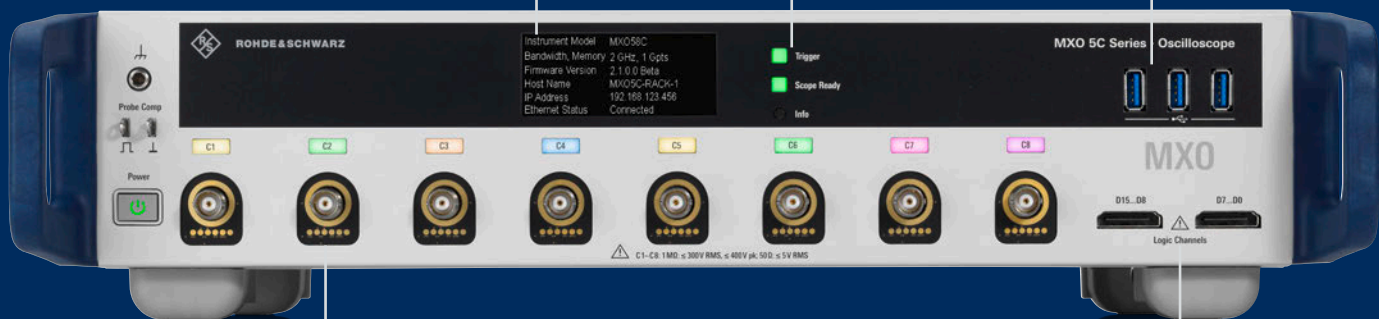 R&S
ROHDE&SCHWARZ
Instrument Model MXO58C
Bandwidth, Memory 2 GHz, 1 Gpts
Firmware Version 2.1.0.0 Beta
Host Name MXO5C-RACK-1
IP Address 192.168.123.456
Ethernet Status Connected
Trigger
Scope Ready
Info
MXO 5C Series Oscilloscope
Probe Comp
Power
C1
C2
C3
C4
C5
C6
C7
C8
MXO
D15...D8
D7...D0
Logic Channels
C1–C8: 1 MΩ: ≤ 300 V RMS, ≤ 400 V pk; 50 Ω: ≤ 5 V RMS